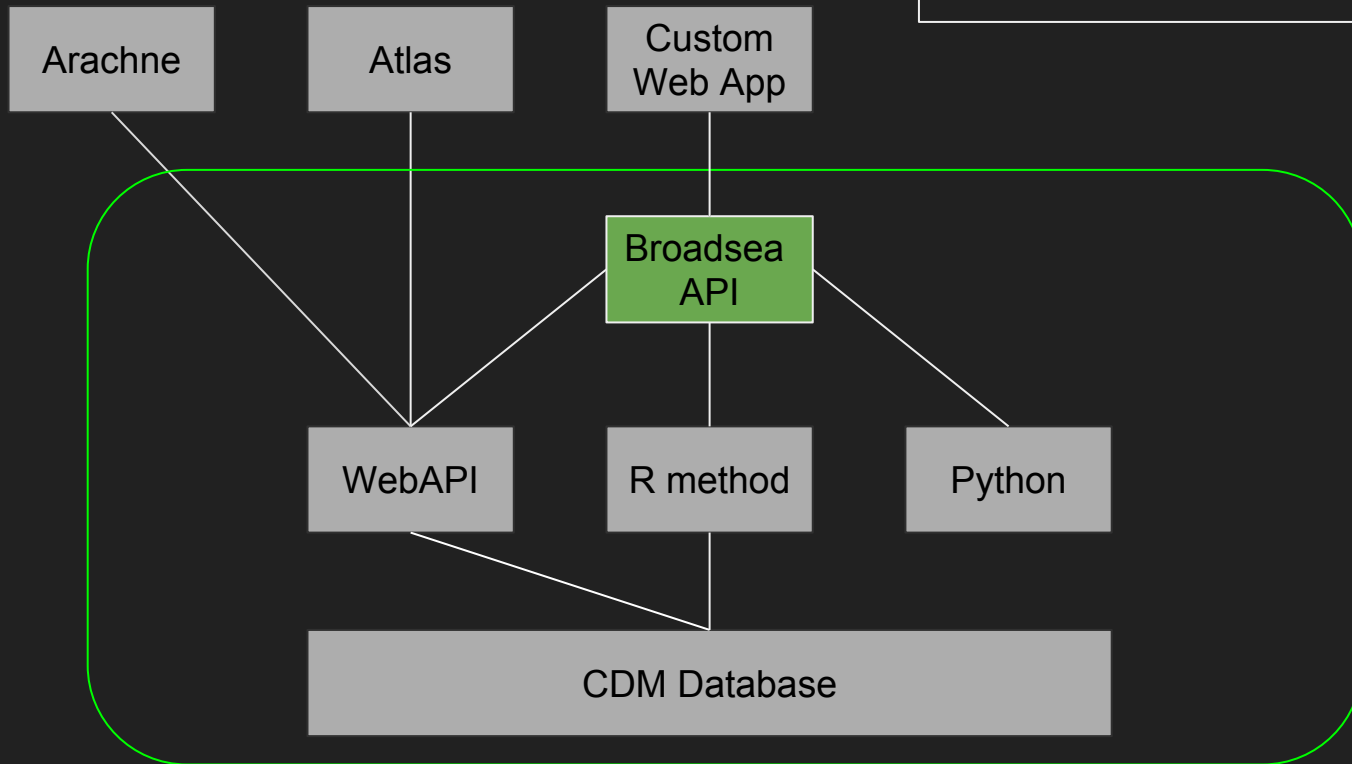 Arachne
Atlas
Custom
Web App
Broadsea
API
WebAPI
R method
Python
CDM Database